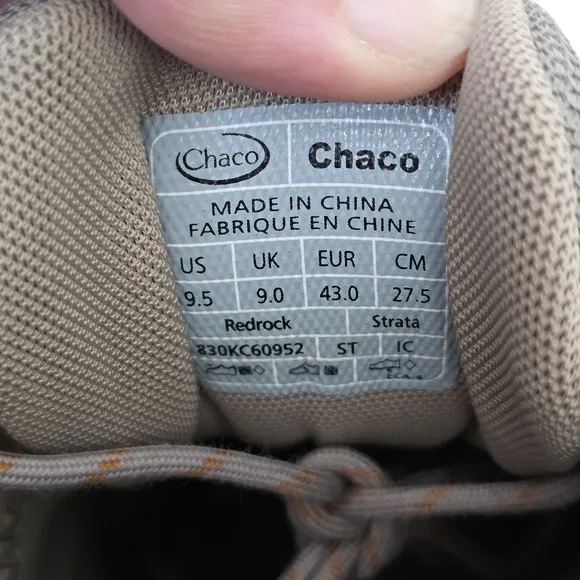 Chaco Chaco
MADE IN CHINA
FABRIQUE EN CHINE
US UK EUR CM
9.5 9.0 43.0 27.5
Redrock Strata
830KC60952 ST IC